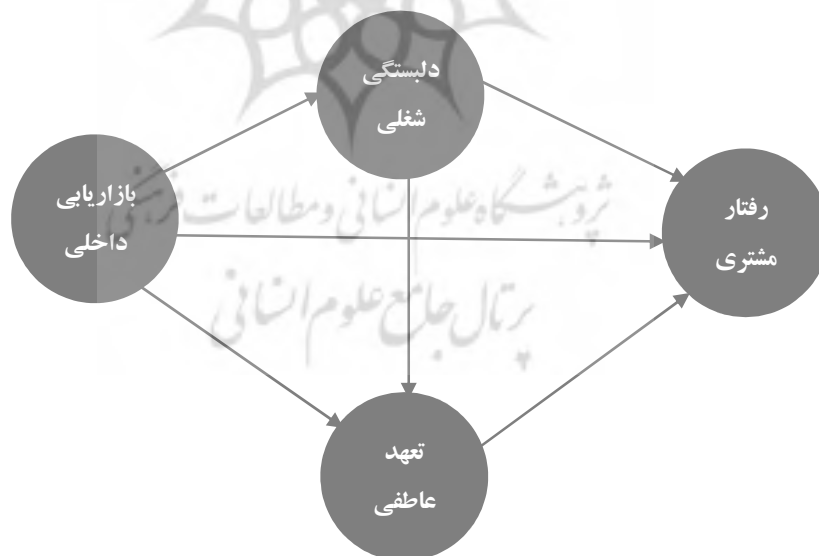 دلبستگی
شغلی
بازاریابی
داخلی
رفتار
مشتری
پژوهشگاه علوم انسانی و مطالعات فرهنگی
پرتال جامع علوم انسانی
تعهد
عاطفی